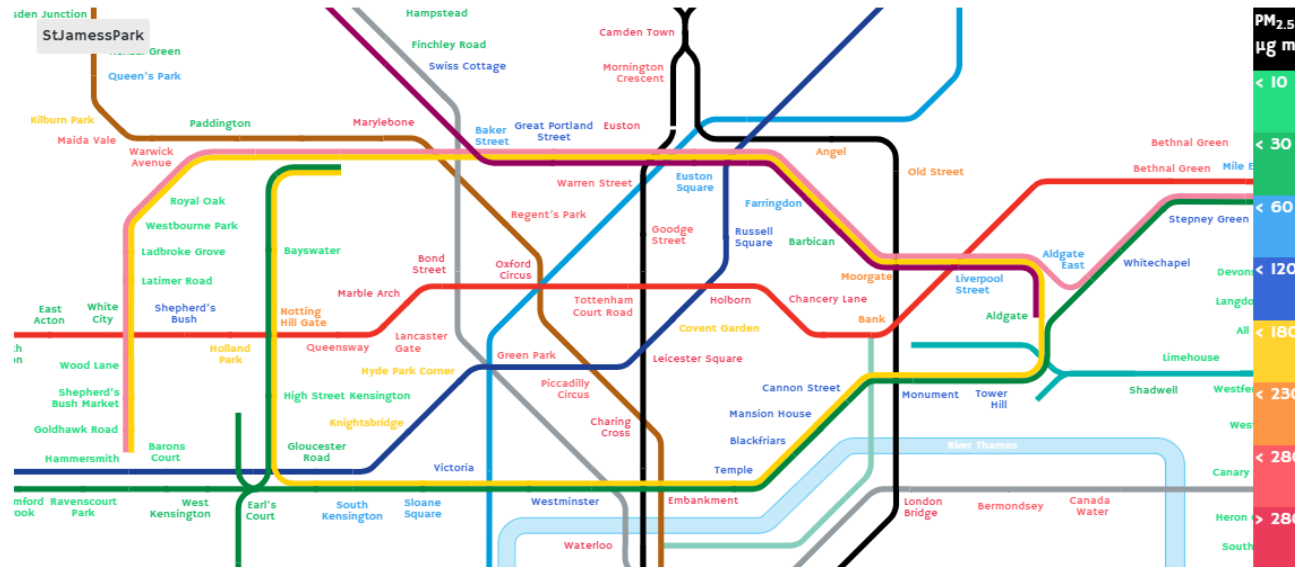 sden Junction
StJamessPark
Queen's Park
Hampstead
Finchley Road
Swiss Cottage
Camden Town
Mornington
Crescent
PM2.5
µg m
< 10
< 30
< 60
< 120
< 180
< 230
< 280
> 280
Kilburn Park
Maida Vale
Warwick
Avenue
Paddington
Marylebone
Baker
Street
Great Portland
Street
Euston
Warren Street
Euston
Square
Angel
Old Street
Bethnal Green
Bethnal Green
Mile E
Royal Oak
Westbourne Park
Ladbroke Grove
Latimer Road
Bayswater
Regent's Park
Goodge
Street
Farringdon
Russell
Square
Barbican
Stepney Green
Whitechapel
Aldgate
East
Bond
Street
Oxford
Circus
Moorgate
Liverpool
Street
Devons
East
Acton
White
City
Shepherd's
Bush
Notting
Hill Gate
Marble Arch
Tottenham
Court Road
Holborn
Chancery Lane
Bank
Aldgate
Langdo
All
th
on
Holland
Park
Queensway
Lancaster
Gate
Covent Garden
Wood Lane
Hyde Park Corner
Green Park
Leicester Square
Limehouse
Shepherd's
Bush Market
High Street Kensington
Piccadilly
Circus
Cannon Street
Monument
Tower
Hill
Shadwell
Westfe
Goldhawk Road
Knightsbridge
Charing
Cross
Mansion House
Blackfriars
West
Hammersmith
Barons
Court
Gloucester
Road
Victoria
Temple
River Thames
Canary
mford
rook
Ravenscourt
Park
West
Kensington
Earl's
Court
South
Kensington
Sloane
Square
Westminster
Embankment
London
Bridge
Bermondsey
Canada
Water
Heron
Waterloo
South